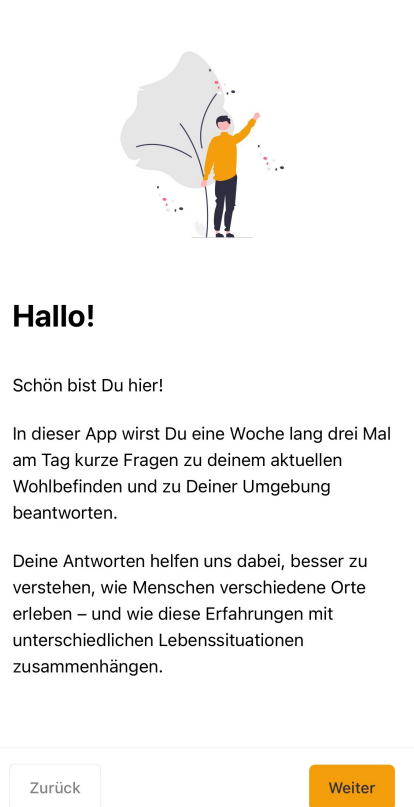 Hallo!
Schön bist Du hier!
In dieser App wirst Du eine Woche lang drei Mal
am Tag kurze Fragen zu deinem aktuellen
Wohlbefinden und zu Deiner Umgebung
beantworten.
Deine Antworten helfen uns dabei, besser zu
verstehen, wie Menschen verschiedene Orte
erleben – und wie diese Erfahrungen mit
unterschiedlichen Lebenssituationen
zusammenhängen.
Zurück
Weiter